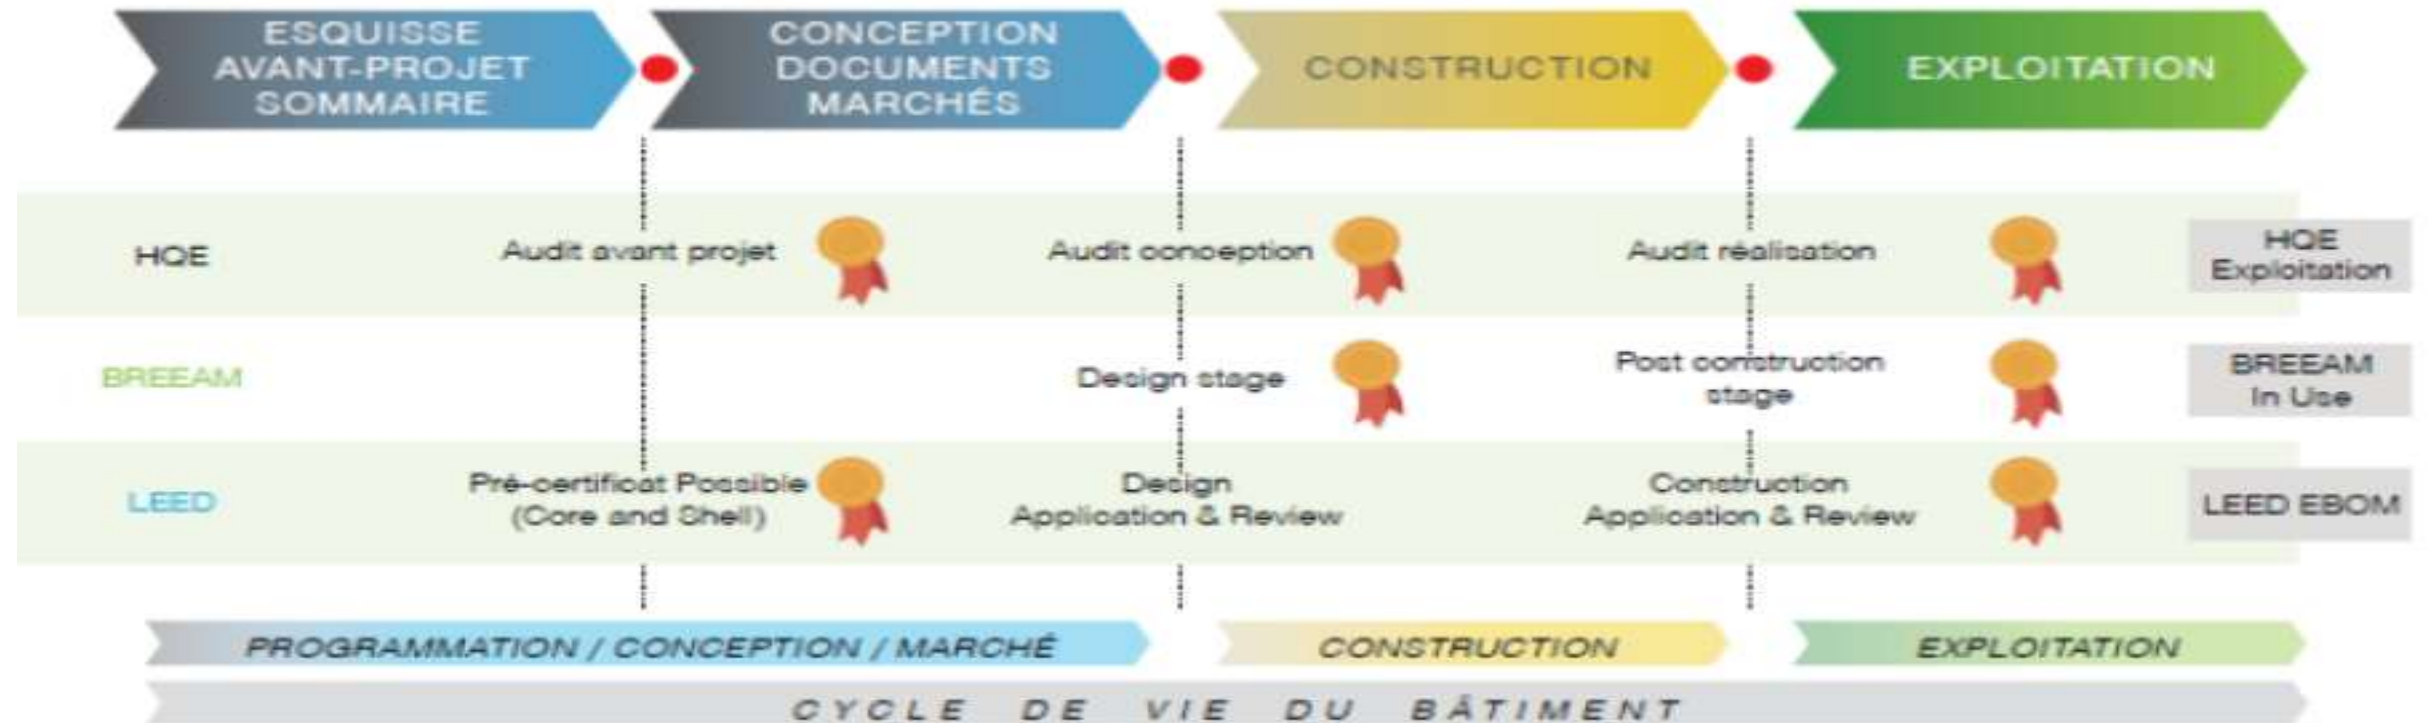 ESQUISSE
AVANT-PROJET
SOMMAIRE
CONCEPTION
DOCUMENTS
MARCHÉS
CONSTRUCTION
EXPLOITATION
HQE
Audit avant projet
Audit conception
Audit réalisation
HQE
Exploitation
BREEAM
Design stage
Post construction
stage
BREEAM
In Use
LEED
Pré-certificat Possible
(Core and Shell)
Design
Application & Review
Construction
Application & Review
LEED EBOM
PROGRAMMATION / CONCEPTION / MARCHÉ
CONSTRUCTION
EXPLOITATION
CYCLE DE VIE DU BÂTIMENT